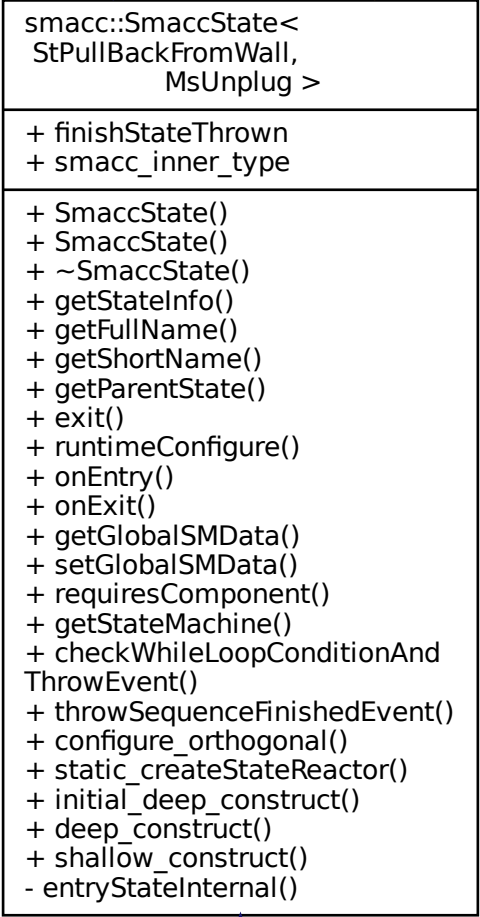 smacc::SmaccState<
StPullBackFromWall,
MsUnplug >
+ finishStateThrown
+ smacc_inner_type
+ SmaccState()
+ SmaccState()
+ ~SmaccState()
+ getStateInfo()
+ getFullName()
+ getShortName()
+ getParentState()
+ exit()
+ runtimeConfigure()
+ onEntry()
+ onExit()
+ getGlobalSMData()
+ setGlobalSMData()
+ requiresComponent()
+ getStateMachine()
+ checkWhileLoopConditionAnd
ThrowEvent()
+ throwSequenceFinishedEvent()
+ configure_orthogonal()
+ static_createStateReactor()
+ initial_deep_construct()
+ deep_construct()
+ shallow_construct()
- entryStateInternal()